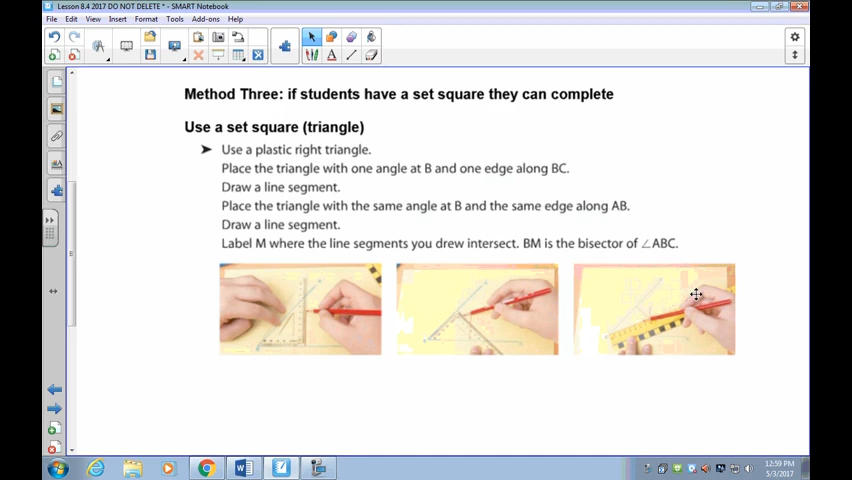 Lesson 8.4 2017 DO NOT DELETE * - SMART Notebook
File Edit View Insert Format Tools Add-ons Help
Method Three: if students have a set square they can complete
Use a set square (triangle)
➤ Use a plastic right triangle.
Place the triangle with one angle at B and one edge along BC.
Draw a line segment.
Place the triangle with the same angle at B and the same edge along AB.
Draw a line segment.
Label M where the line segments you drew intersect. BM is the bisector of ∠ABC.
12:59 PM
5/3/2017